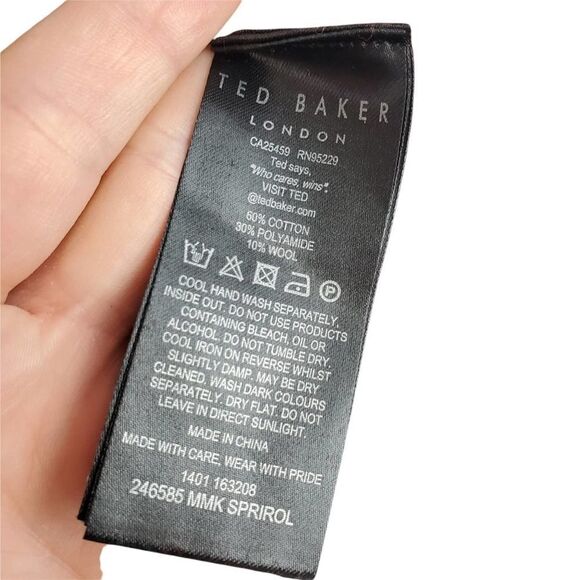 TED BAKER
LONDON
CA25459 RN95229
Ted says,
"Who cares, wins".
VISIT TED
@tedbaker.com
60% COTTON
30% POLYAMIDE
10% WOOL
P
COOL HAND WASH SEPARATELY.
INSIDE OUT. DO NOT USE PRODUCTS
CONTAINING BLEACH, OIL OR
ALCOHOL. DO NOT TUMBLE DRY.
COOL IRON ON REVERSE WHILST
SLIGHTLY DAMP. MAY BE DRY
CLEANED. WASH DARK COLOURS
SEPARATELY. DRY FLAT. DO NOT
LEAVE IN DIRECT SUNLIGHT.
MADE IN CHINA
MADE WITH CARE, WEAR WITH PRIDE
1401 163208
246585 MMK SPRIROL